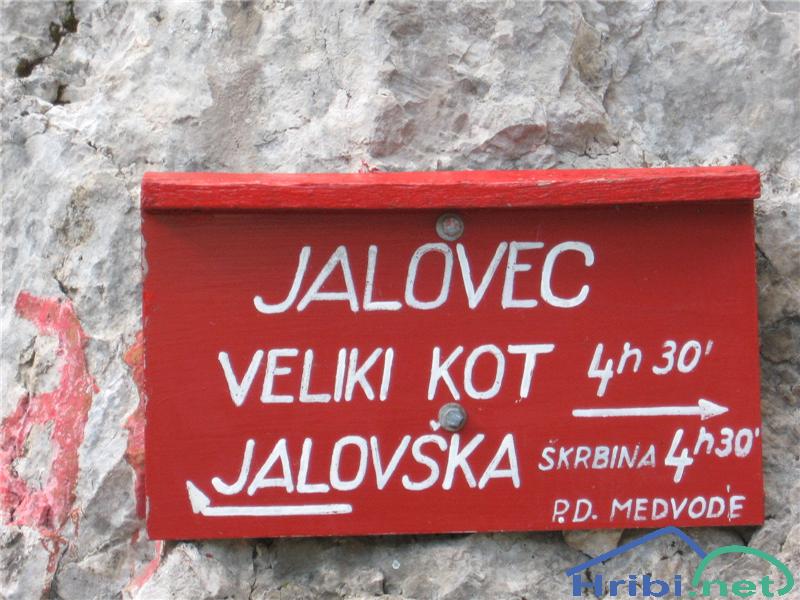 JALOVEC
VELIKI KOT 4h 30'
JALOVŠKA ŠKRBINA 4h30'
P.D. MEDVODE
Hribi.net